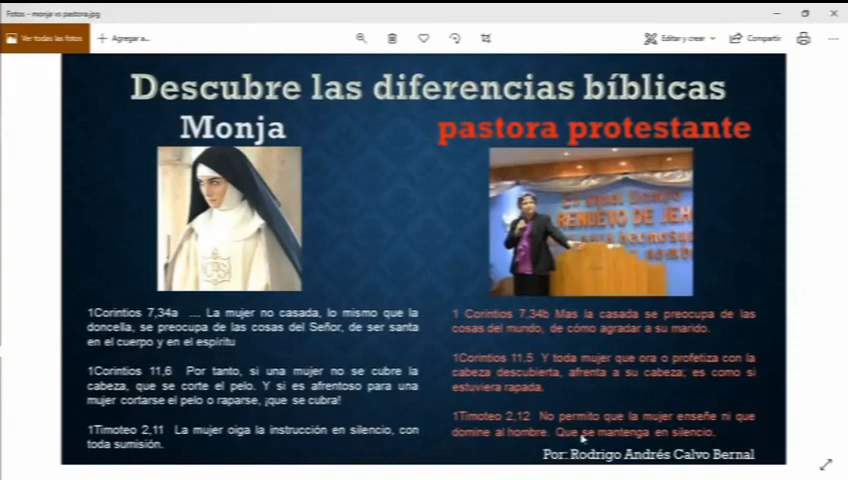 Fotos - monja vs pastora.jpg
Ver todas las fotos
Agregar a...
Editar y crear
Compartir
Descubre las diferencias bíblicas
Monja
pastora protestante
RENUEVO DE JEH
1Corintios 7,34a ... La mujer no casada, lo mismo que la
doncella, se preocupa de las cosas del Señor, de ser santa
en el cuerpo y en el espíritu
1Corintios 11,6 Por tanto, si una mujer no se cubre la
cabeza, que se corte el pelo. Y si es afrentoso para una
mujer cortarse el pelo o raparse, ¡que se cubra!
1Timoteo 2,11 La mujer oiga la instrucción en silencio, con
toda sumisión.
1 Corintios 7,34b Mas la casada se preocupa de las
cosas del mundo, de cómo agradar a su marido.
1Corintios 11,5 Y toda mujer que ora o profetiza con la
cabeza descubierta, afrenta a su cabeza; es como si
estuviera rapada.
1Timoteo 2,12 No permito que la mujer enseñe ni que
domine al hombre. Que se mantenga en silencio.
Por: Rodrigo Andrés Calvo Bernal